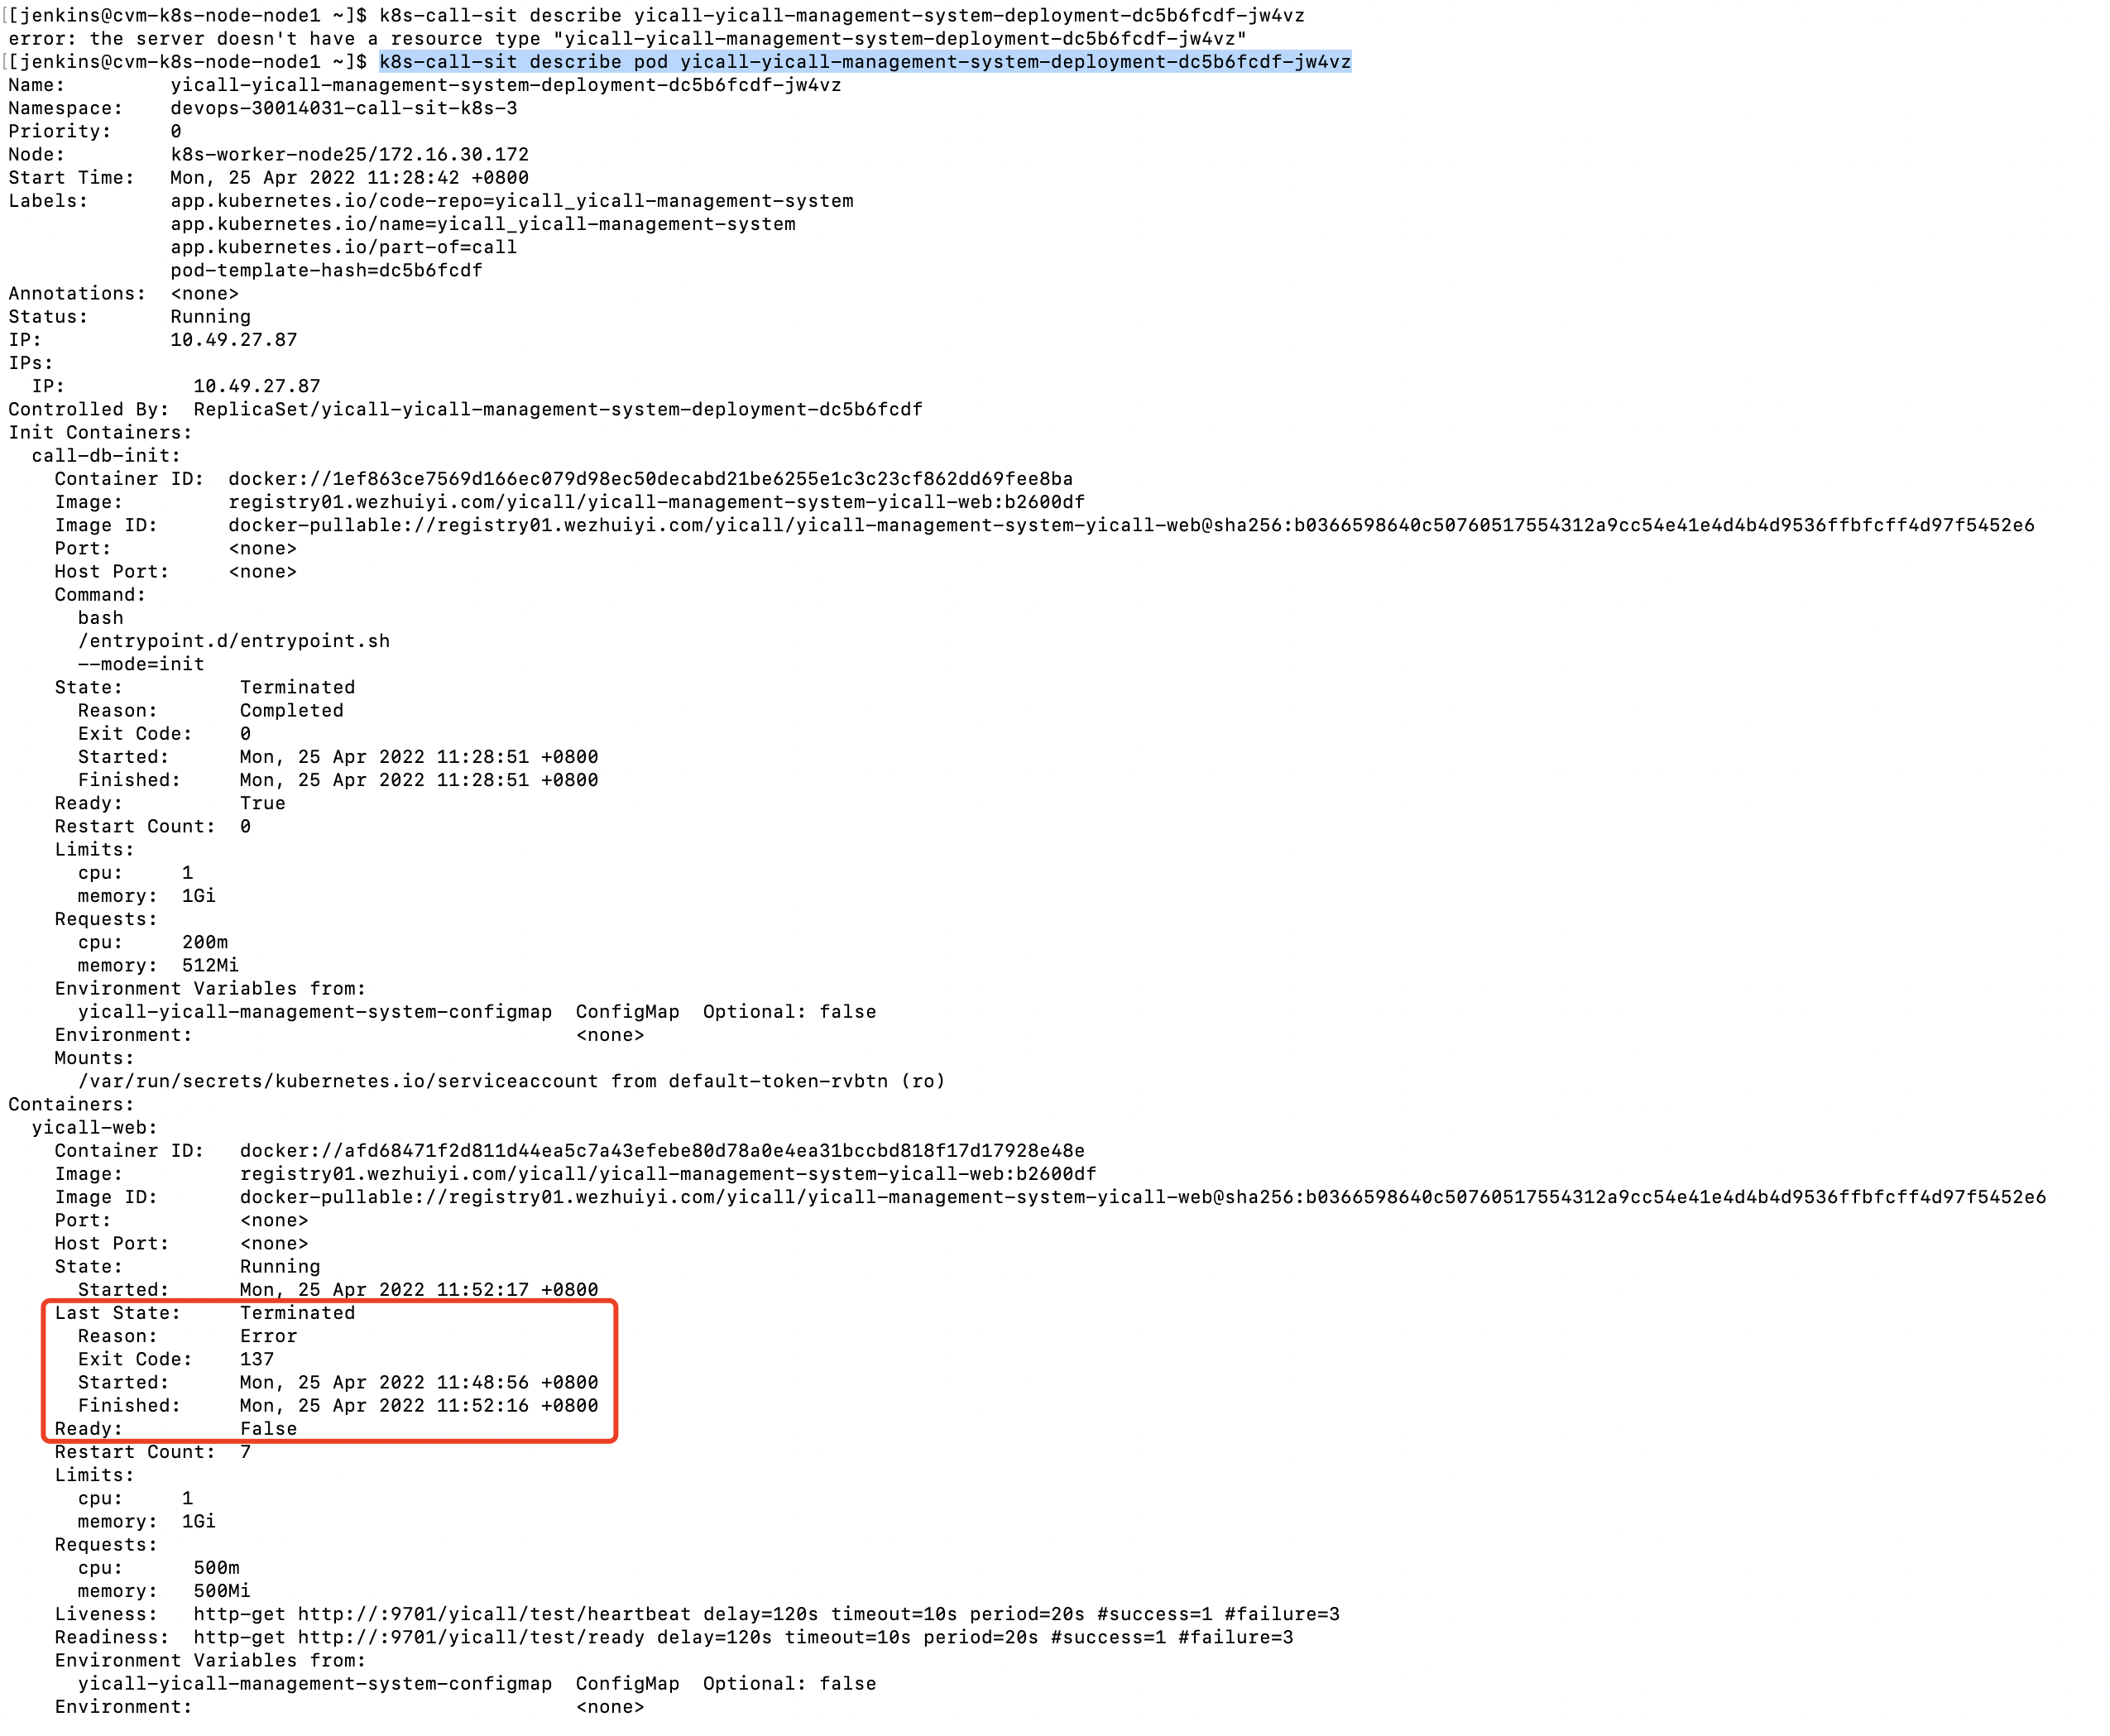 [[jenkins@cvm-k8s-node-node1 ~]$ k8s-call-sit describe yicall-yicall-management-system-deployment-dc5b6fcdf-jw4vz
error: the server doesn't have a resource type "yicall-yicall-management-system-deployment-dc5b6fcdf-jw4vz"
[[jenkins@cvm-k8s-node-node1 ~]$ k8s-call-sit describe pod yicall-yicall-management-system-deployment-dc5b6fcdf-jw4vz
Name:         yicall-yicall-management-system-deployment-dc5b6fcdf-jw4vz
Namespace:    devops-30014031-call-sit-k8s-3
Priority:     0
Node:         k8s-worker-node25/172.16.30.172
Start Time:   Mon, 25 Apr 2022 11:28:42 +0800
Labels:       app.kubernetes.io/code-repo=yicall_yicall-management-system
              app.kubernetes.io/name=yicall_yicall-management-system
              app.kubernetes.io/part-of=call
              pod-template-hash=dc5b6fcdf
Annotations:  <none>
Status:       Running
IP:           10.49.27.87
IPs:
  IP:           10.49.27.87
Controlled By:  ReplicaSet/yicall-yicall-management-system-deployment-dc5b6fcdf
Init Containers:
  call-db-init:
    Container ID:  docker://1ef863ce7569d166ec079d98ec50decabd21be6255e1c3c23cf862dd69fee8ba
    Image:         registry01.wezhuiyi.com/yicall/yicall-management-system-yicall-web:b2600df
    Image ID:      docker-pullable://registry01.wezhuiyi.com/yicall/yicall-management-system-yicall-web@sha256:b0366598640c50760517554312a9cc54e41e4d4b4d9536ffbfcff4d97f5452e6
    Port:          <none>
    Host Port:     <none>
    Command:
      bash
      /entrypoint.d/entrypoint.sh
      --mode=init
    State:          Terminated
      Reason:       Completed
      Exit Code:    0
      Started:      Mon, 25 Apr 2022 11:28:51 +0800
      Finished:     Mon, 25 Apr 2022 11:28:51 +0800
    Ready:          True
    Restart Count:  0
    Limits:
      cpu:     1
      memory:  1Gi
    Requests:
      cpu:     200m
      memory:  512Mi
    Environment Variables from:
      yicall-yicall-management-system-configmap  ConfigMap  Optional: false
    Environment:                                 <none>
    Mounts:
      /var/run/secrets/kubernetes.io/serviceaccount from default-token-rvbtn (ro)
Containers:
  yicall-web:
    Container ID:   docker://afd68471f2d811d44ea5c7a43efebe80d78a0e4ea31bccbd818f17d17928e48e
    Image:          registry01.wezhuiyi.com/yicall/yicall-management-system-yicall-web:b2600df
    Image ID:       docker-pullable://registry01.wezhuiyi.com/yicall/yicall-management-system-yicall-web@sha256:b0366598640c50760517554312a9cc54e41e4d4b4d9536ffbfcff4d97f5452e6
    Port:           <none>
    Host Port:      <none>
    State:          Running
      Started:      Mon, 25 Apr 2022 11:52:17 +0800
    Last State:     Terminated
      Reason:       Error
      Exit Code:    137
      Started:      Mon, 25 Apr 2022 11:48:56 +0800
      Finished:     Mon, 25 Apr 2022 11:52:16 +0800
    Ready:          False
    Restart Count:  7
    Limits:
      cpu:     1
      memory:  1Gi
    Requests:
      cpu:      500m
      memory:   500Mi
    Liveness:   http-get http://:9701/yicall/test/heartbeat delay=120s timeout=10s period=20s #success=1 #failure=3
    Readiness:  http-get http://:9701/yicall/test/ready delay=120s timeout=10s period=20s #success=1 #failure=3
    Environment Variables from:
      yicall-yicall-management-system-configmap  ConfigMap  Optional: false
    Environment:                                 <none>